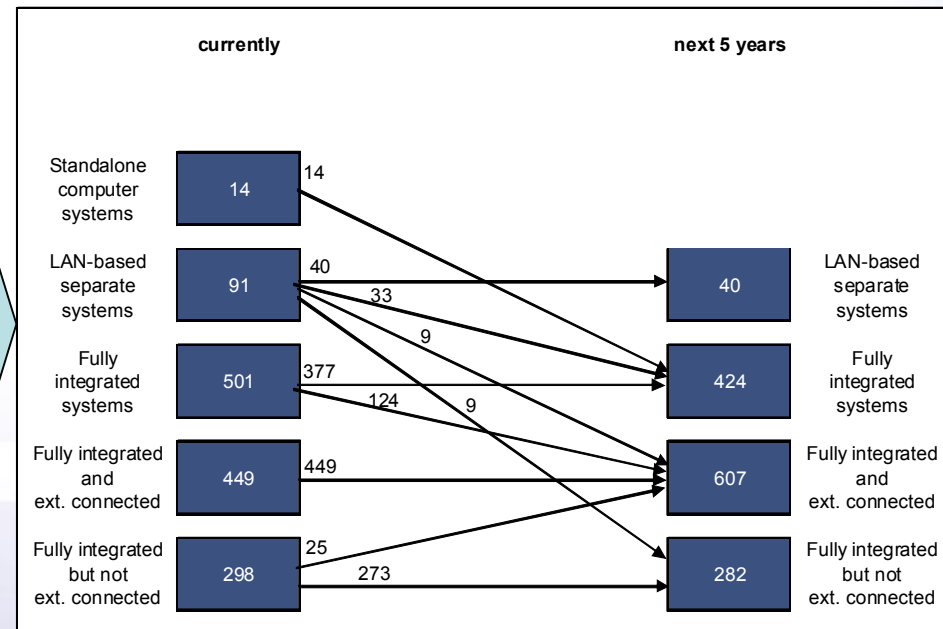 currently
next 5 years
Standalone
computer
systems
14
14
LAN-based
separate
systems
91
40
33
9
9
40
LAN-based
separate
systems
Fully
integrated
systems
501
377
124
424
Fully
integrated
systems
Fully integrated
and
ext. connected
449
449
607
Fully integrated
and
ext. connected
Fully integrated
but not
ext. connected
298
25
273
282
Fully integrated
but not
ext. connected